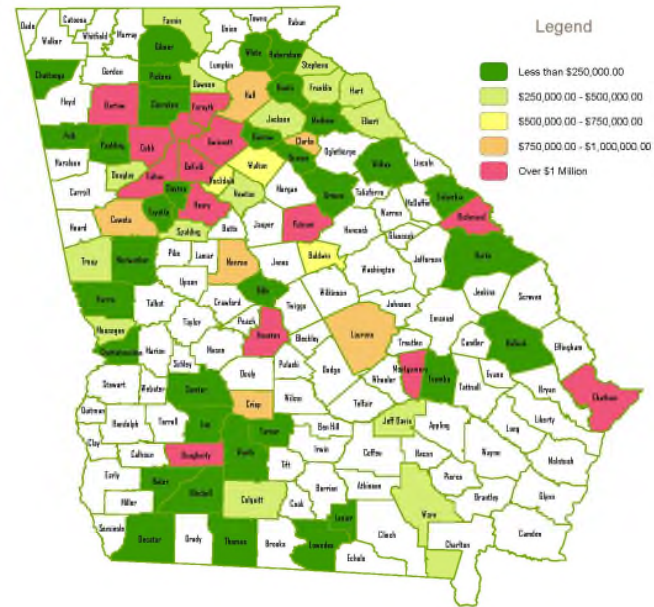 Legend
Less than $250,000.00
$250,000.00 - $500,000.00
$500,000.00 - $750,000.00
$750,000.00 - $1,000,000.00
Over $1 Million
Dade
Catoosa
Walker
Whitfield
Murray
Fannin
Union
Towns
Rabun
Gilmer
Lumpkin
White
Habersham
Stephens
Chattooga
Gordon
Pickens
Dawson
Banks
Franklin
Hart
Floyd
Bartow
Cherokee
Forsyth
Hall
Jackson
Madison
Elbert
Polk
Paulding
Cobb
Gwinnett
Barrow
Clarke
Oconee
Oglethorpe
Wilkes
Lincoln
Haralson
Douglas
Fulton
DeKalb
Rockdale
Walton
Morgan
Greene
Taliaferro
McDuffie
Columbia
Richmond
Carroll
Clayton
Henry
Newton
Heard
Coweta
Fayette
Spalding
Butts
Jasper
Putnam
Hancock
Warren
Glascock
Jefferson
Burke
Troup
Meriwether
Pike
Lamar
Monroe
Jones
Baldwin
Washington
Upson
Bibb
Wilkinson
Johnson
Jenkins
Screven
Harris
Talbot
Crawford
Twiggs
Emanuel
Muscogee
Taylor
Peach
Houston
Bleckley
Laurens
Treutlen
Candler
Bulloch
Effingham
Chattahoochee
Marion
Macon
Schley
Dooly
Pulaski
Dodge
Wheeler
Montgomery
Toombs
Tattnall
Evans
Bryan
Chatham
Stewart
Webster
Sumter
Crisp
Wilcox
Telfair
Jeff Davis
Appling
Long
Liberty
Quitman
Randolph
Terrell
Lee
Turner
Ben Hill
Coffee
Bacon
Wayne
McIntosh
Clay
Calhoun
Dougherty
Worth
Tift
Irwin
Pierce
Early
Baker
Mitchell
Colquitt
Cook
Berrien
Atkinson
Ware
Brantley
Glynn
Miller
Seminole
Decatur
Grady
Thomas
Brooks
Lowndes
Lanier
Echols
Clinch
Charlton
Camden